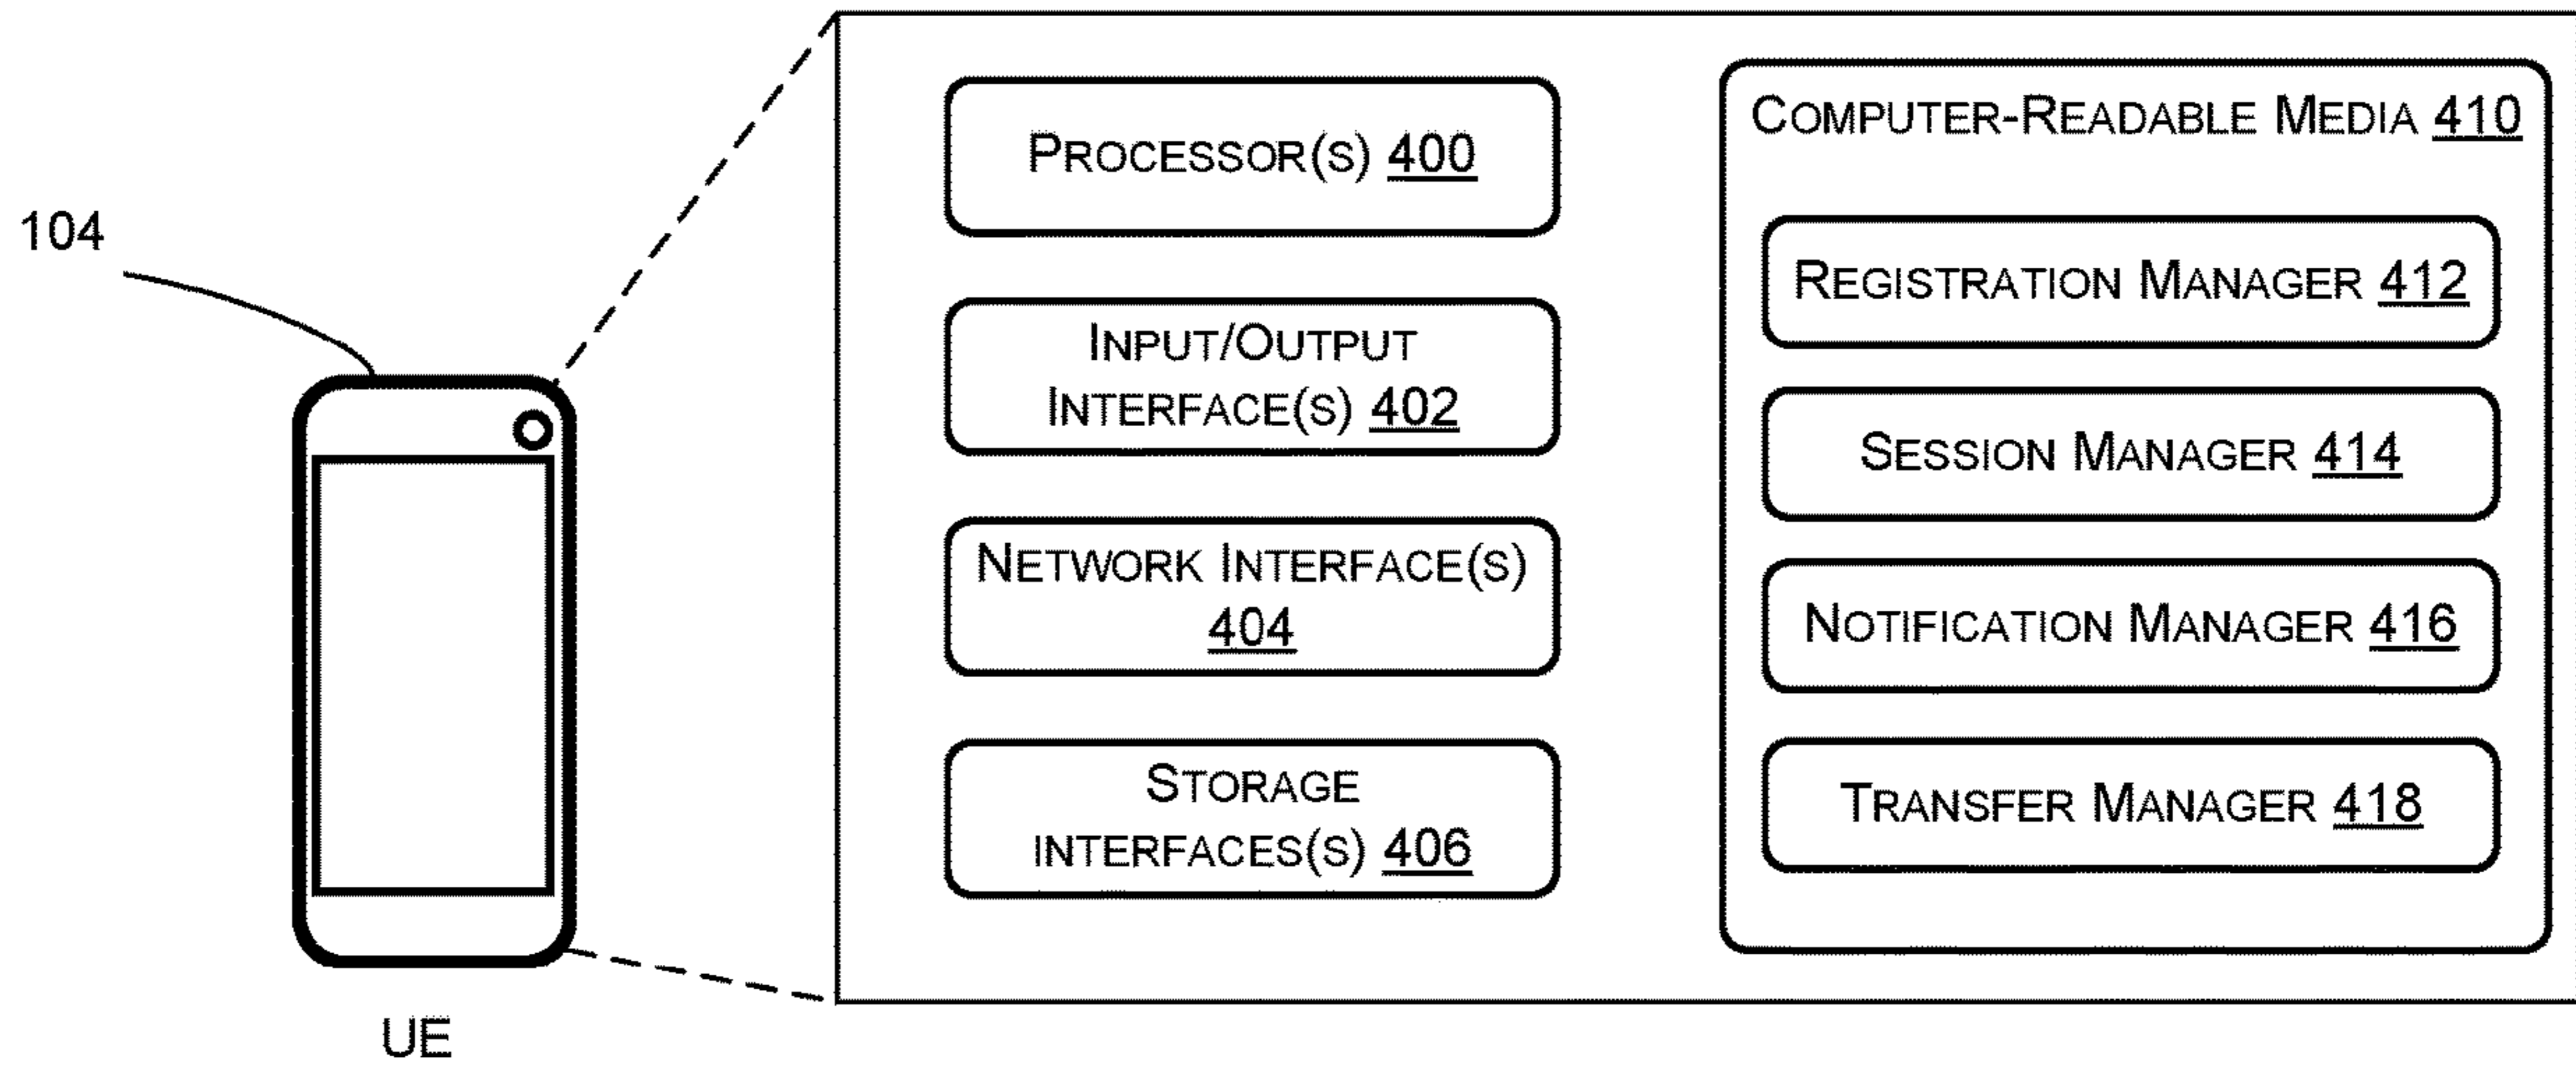 104
UE
PROCESSOR(S) 400
INPUT/OUTPUT
INTERFACE(S) 402
NETWORK INTERFACE(S)
404
STORAGE
INTERFACES(S) 406
COMPUTER-READABLE MEDIA 410
REGISTRATION MANAGER 412
SESSION MANAGER 414
NOTIFICATION MANAGER 416
TRANSFER MANAGER 418